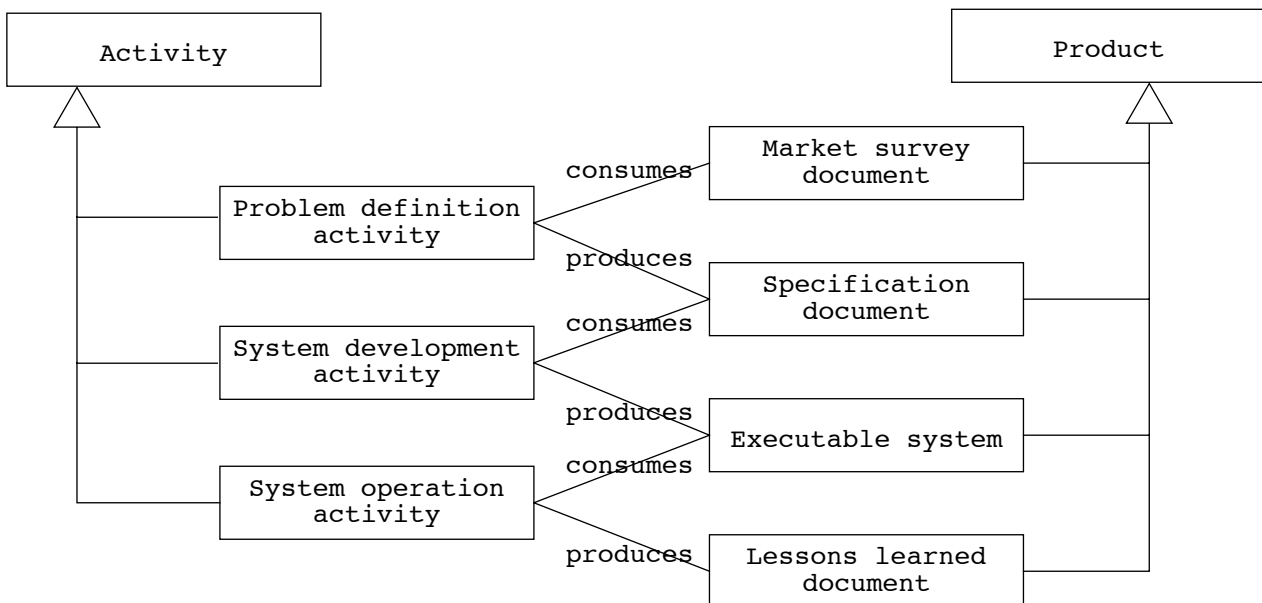 Activity
Product
consumes
Market survey
document
Problem definition
activity
produces
Specification
document
consumes
System development
activity
produces
Executable system
consumes
System operation
activity
produces
Lessons learned
document